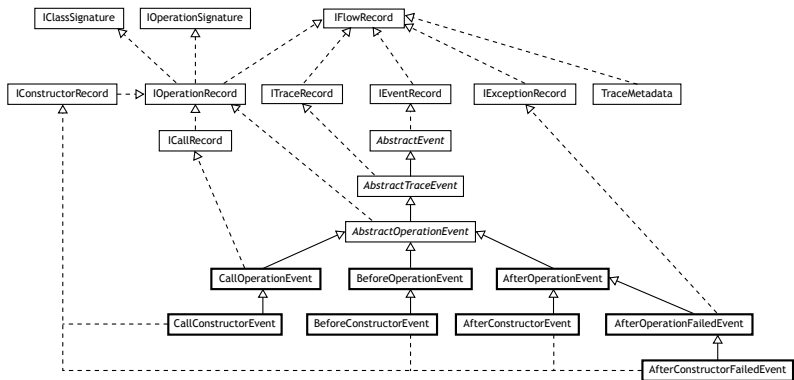 IClassSignature
IOperationSignature
IFlowRecord
IConstructorRecord
IOperationRecord
ITraceRecord
IEventRecord
IExceptionRecord
TraceMetadata
ICallRecord
AbstractEvent
AbstractTraceEvent
AbstractOperationEvent
CallOperationEvent
BeforeOperationEvent
AfterOperationEvent
CallConstructorEvent
BeforeConstructorEvent
AfterConstructorEvent
AfterOperationFailedEvent
AfterConstructorFailedEvent